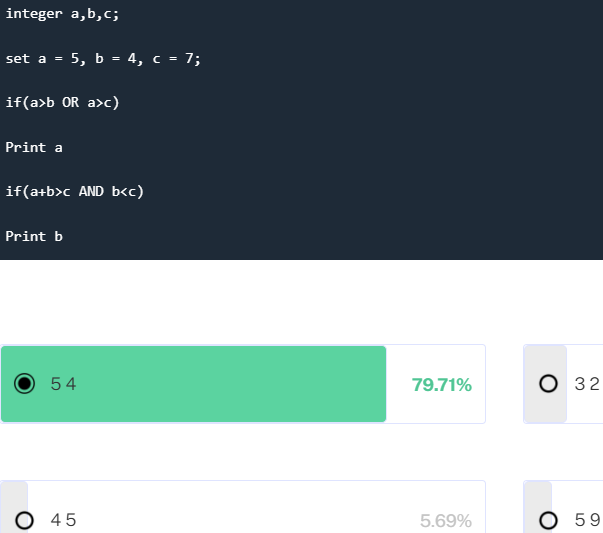 integer a,b,c;
set a = 5, b = 4, c = 7;
if(a>b OR a>c)
Print a
if(a+b>c AND b<c)
Print b
5 4
79.71%
3 2
4 5
5.69%
5 9